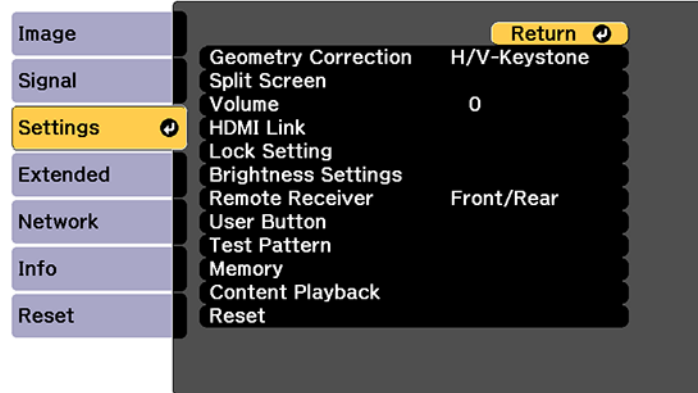 Image
Signal
Settings
Extended
Network
Info
Reset
Return
Geometry Correction H/V-Keystone
Split Screen
Volume 0
HDMI Link
Lock Setting
Brightness Settings
Remote Receiver Front/Rear
User Button
Test Pattern
Memory
Content Playback
Reset